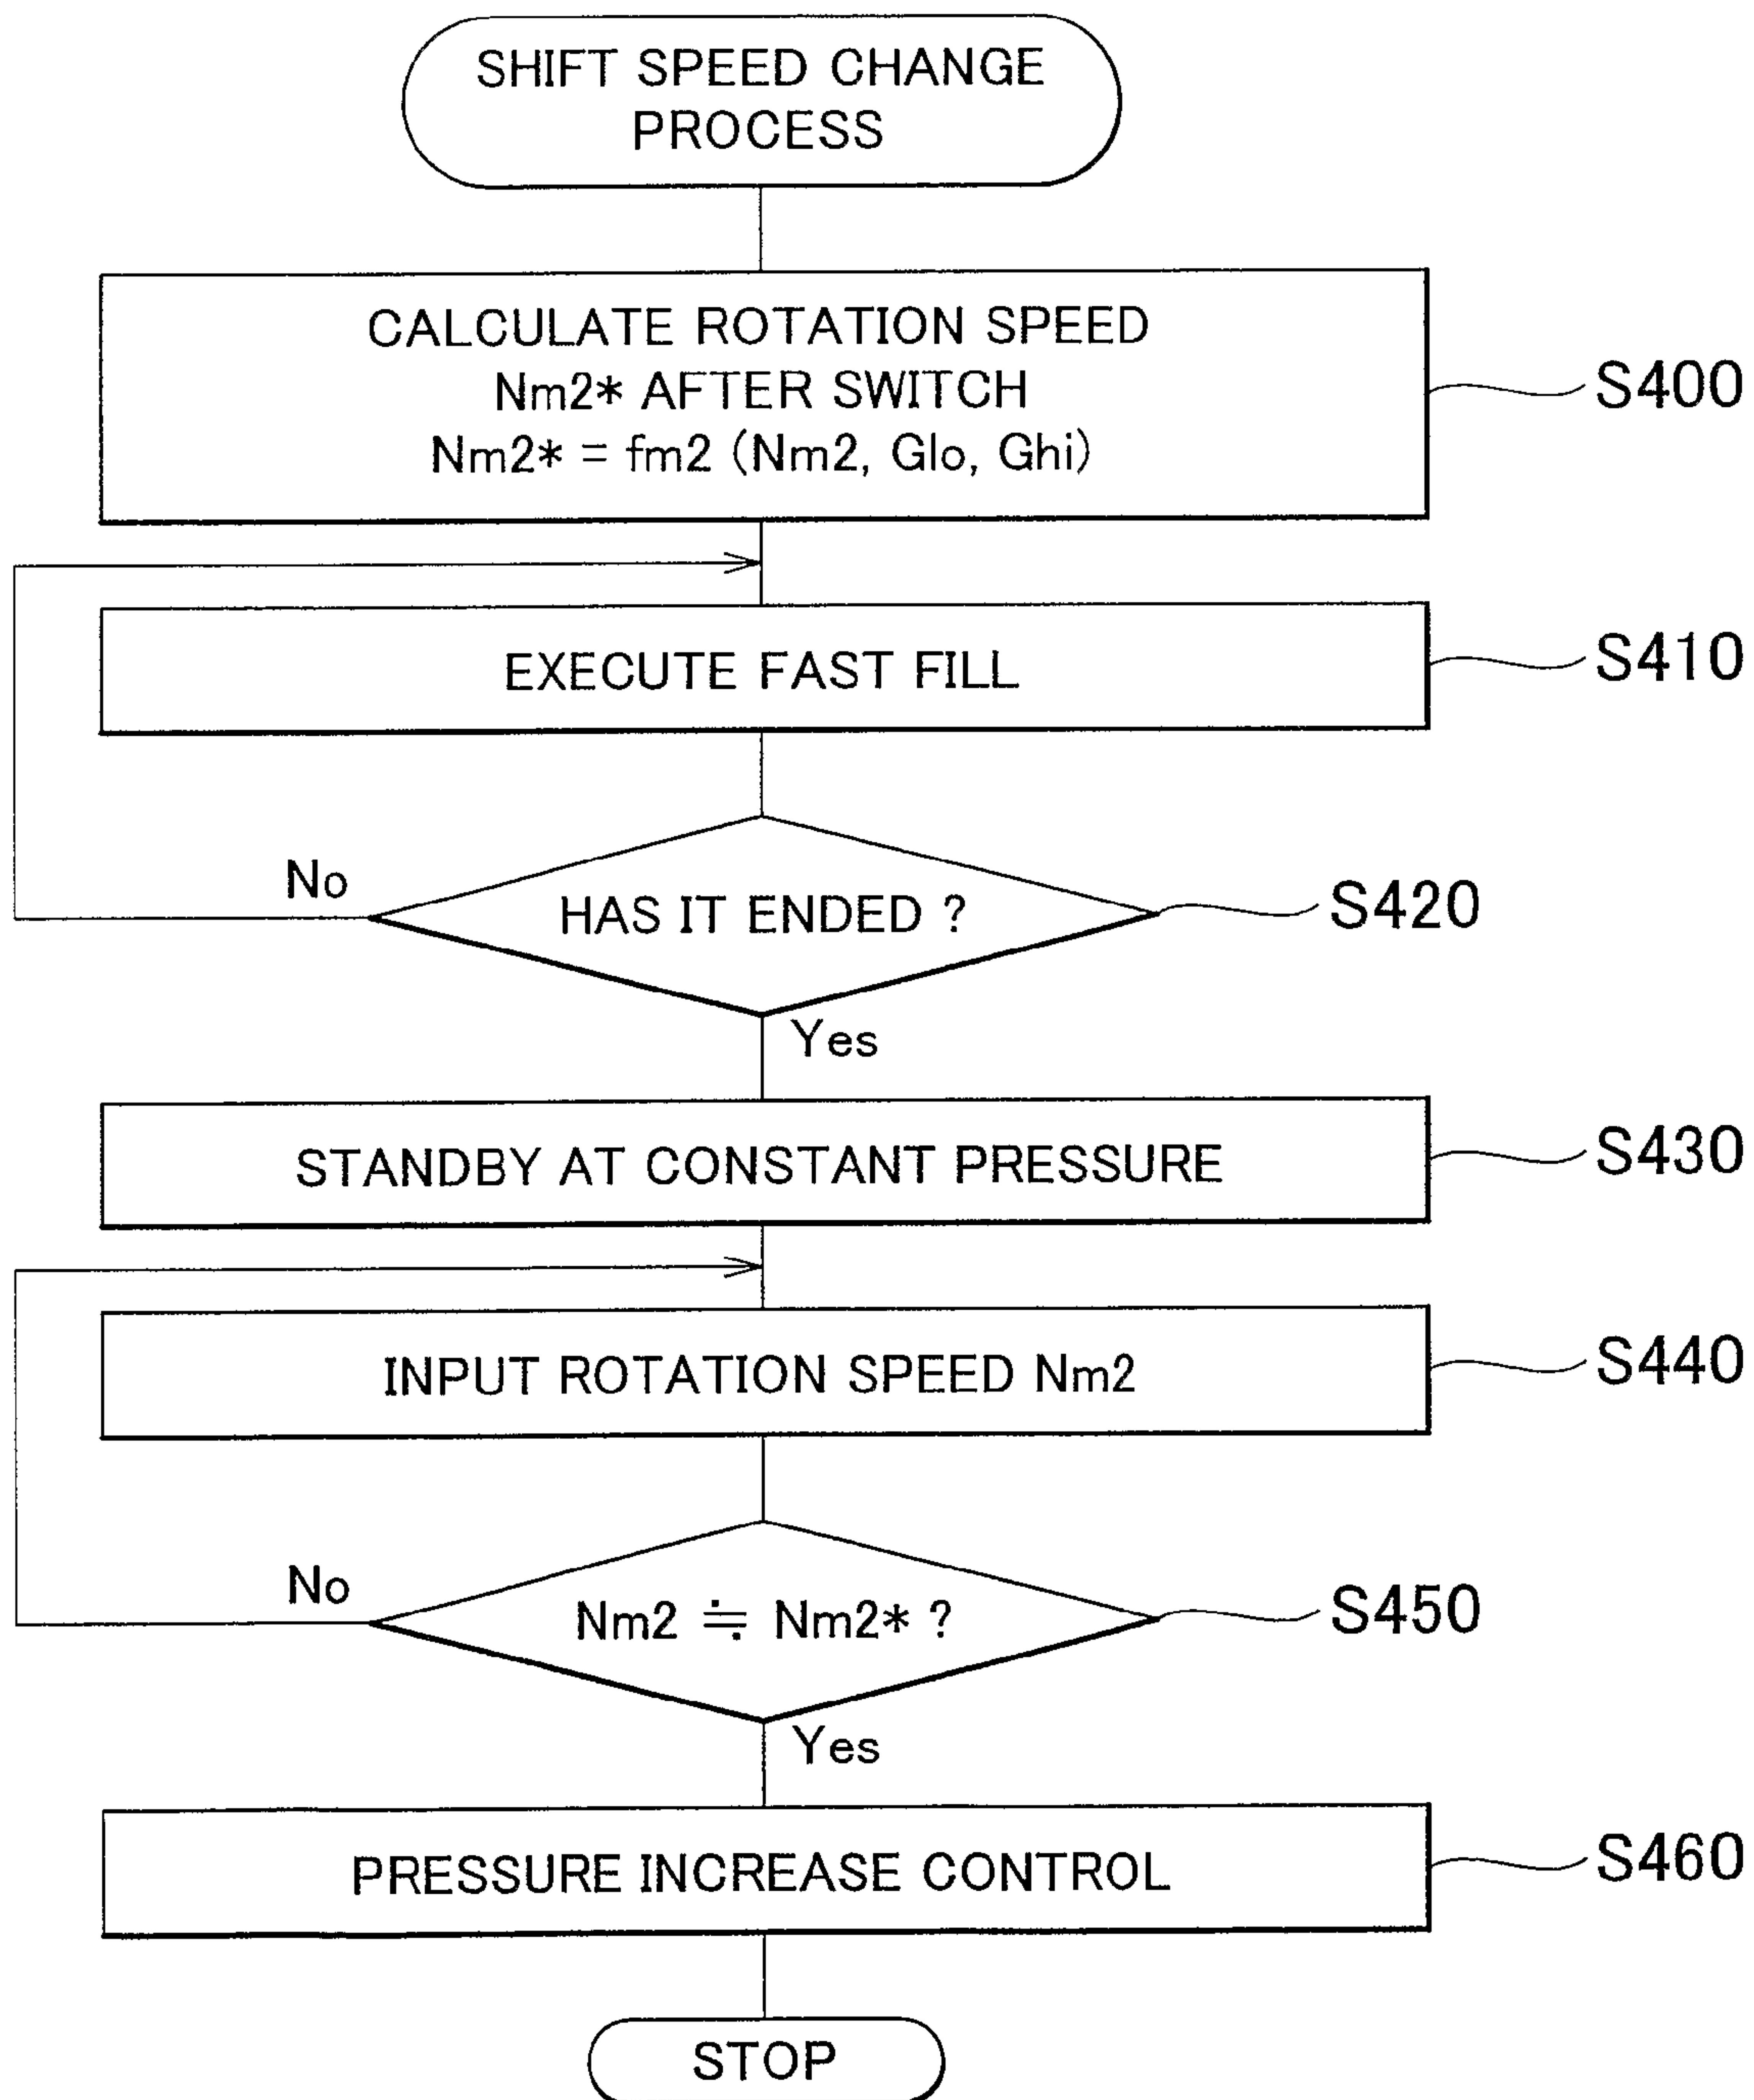 SHIFT SPEED CHANGE
PROCESS
CALCULATE ROTATION SPEED
Nm2* AFTER SWITCH
Nm2* = fm2 (Nm2, Glo, Ghi)
S400
EXECUTE FAST FILL
S410
No
HAS IT ENDED ?
S420
Yes
STANDBY AT CONSTANT PRESSURE
S430
INPUT ROTATION SPEED Nm2
S440
No
Nm2 ≒ Nm2* ?
S450
Yes
PRESSURE INCREASE CONTROL
S460
STOP